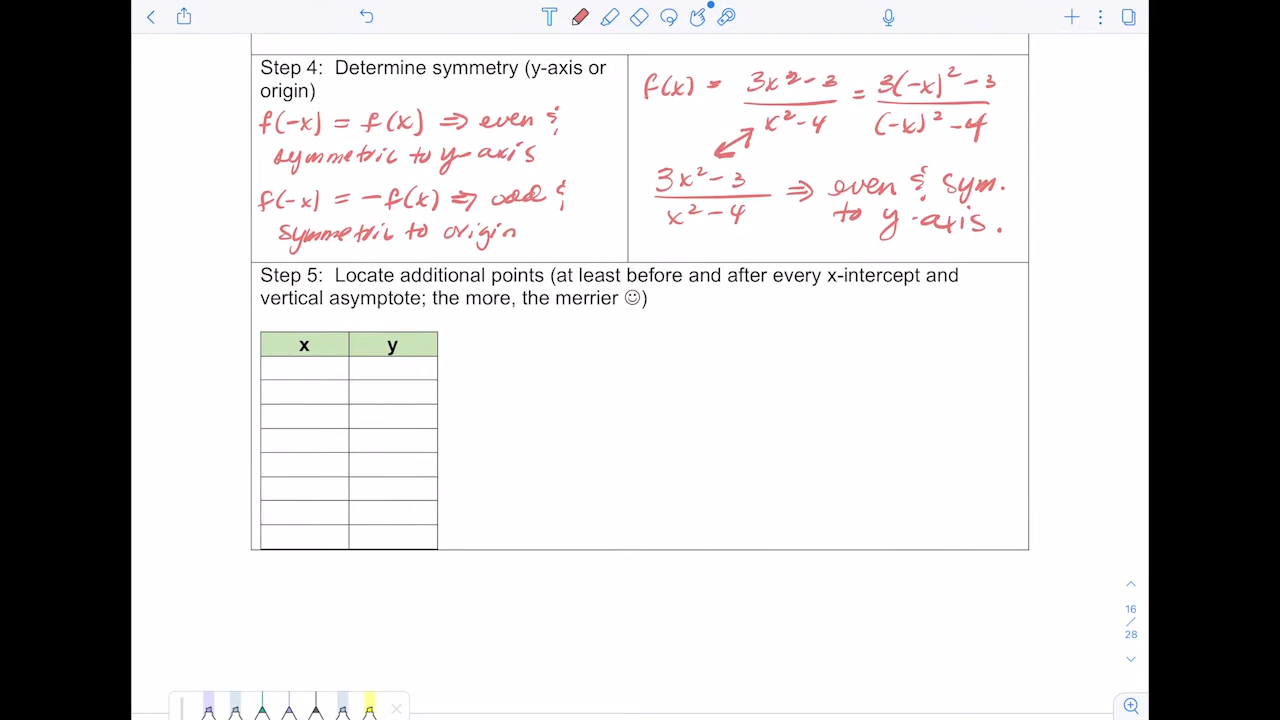 Step 4: Determine symmetry (y-axis or
origin)
f(-x) = f(x) ⇒ even &
symmetric to y-axis
f(-x) = -f(x) ⇒ odd &
symmetric to origin
f(x) = (3x² - 3)/(x² - 4) = (3(-x)² - 3)/((-x)² - 4)
(3x² - 3)/(x² - 4) ⇒ even & sym.
to y-axis.
Step 5: Locate additional points (at least before and after every x-intercept and
vertical asymptote; the more, the merrier ☺)
x y
16
/
28